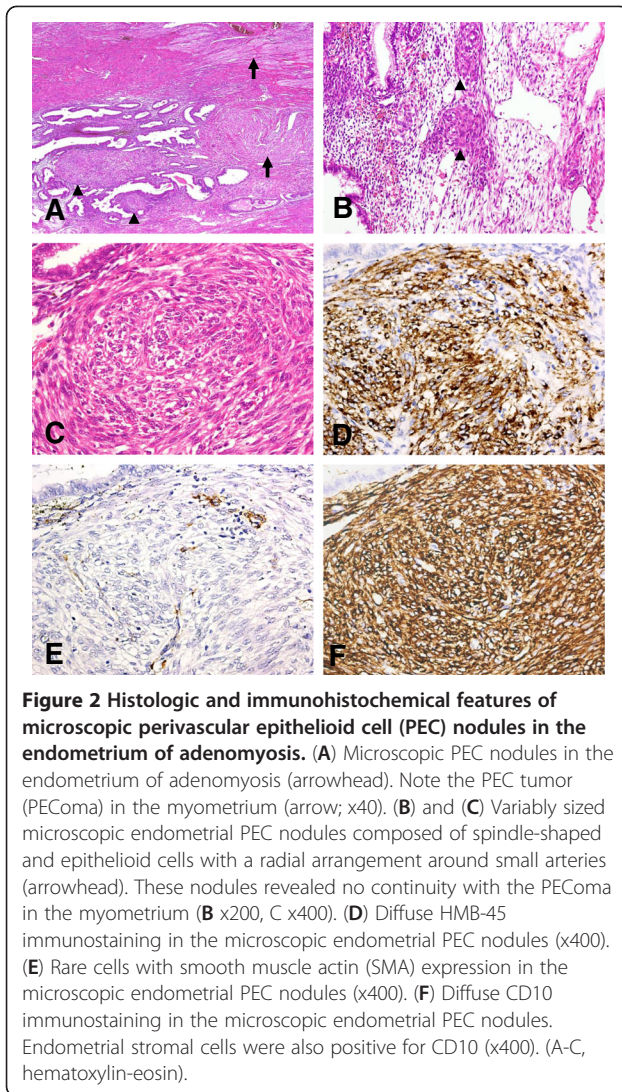 A
B
C
D
E
F
Figure 2 Histologic and immunohistochemical features of
microscopic perivascular epithelioid cell (PEC) nodules in the
endometrium of adenomyosis. (A) Microscopic PEC nodules in the
endometrium of adenomyosis (arrowhead). Note the PEC tumor
(PEComa) in the myometrium (arrow; x40). (B) and (C) Variably sized
microscopic endometrial PEC nodules composed of spindle-shaped
and epithelioid cells with a radial arrangement around small arteries
(arrowhead). These nodules revealed no continuity with the PEComa
in the myometrium (B x200, C x400). (D) Diffuse HMB-45
immunostaining in the microscopic endometrial PEC nodules (x400).
(E) Rare cells with smooth muscle actin (SMA) expression in the
microscopic endometrial PEC nodules (x400). (F) Diffuse CD10
immunostaining in the microscopic endometrial PEC nodules.
Endometrial stromal cells were also positive for CD10 (x400). (A-C,
hematoxylin-eosin).